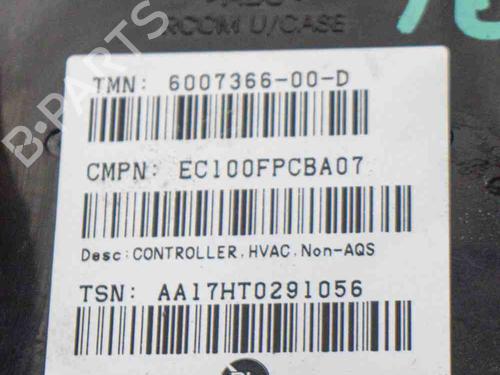 RCOM U/CASE
TMN: 6007366-00-D
CMPN: EC100FPCBA07
Desc:CONTROLLER, HVAC, Non-AQS
TSN: AA17HT0291056
B-PARTS